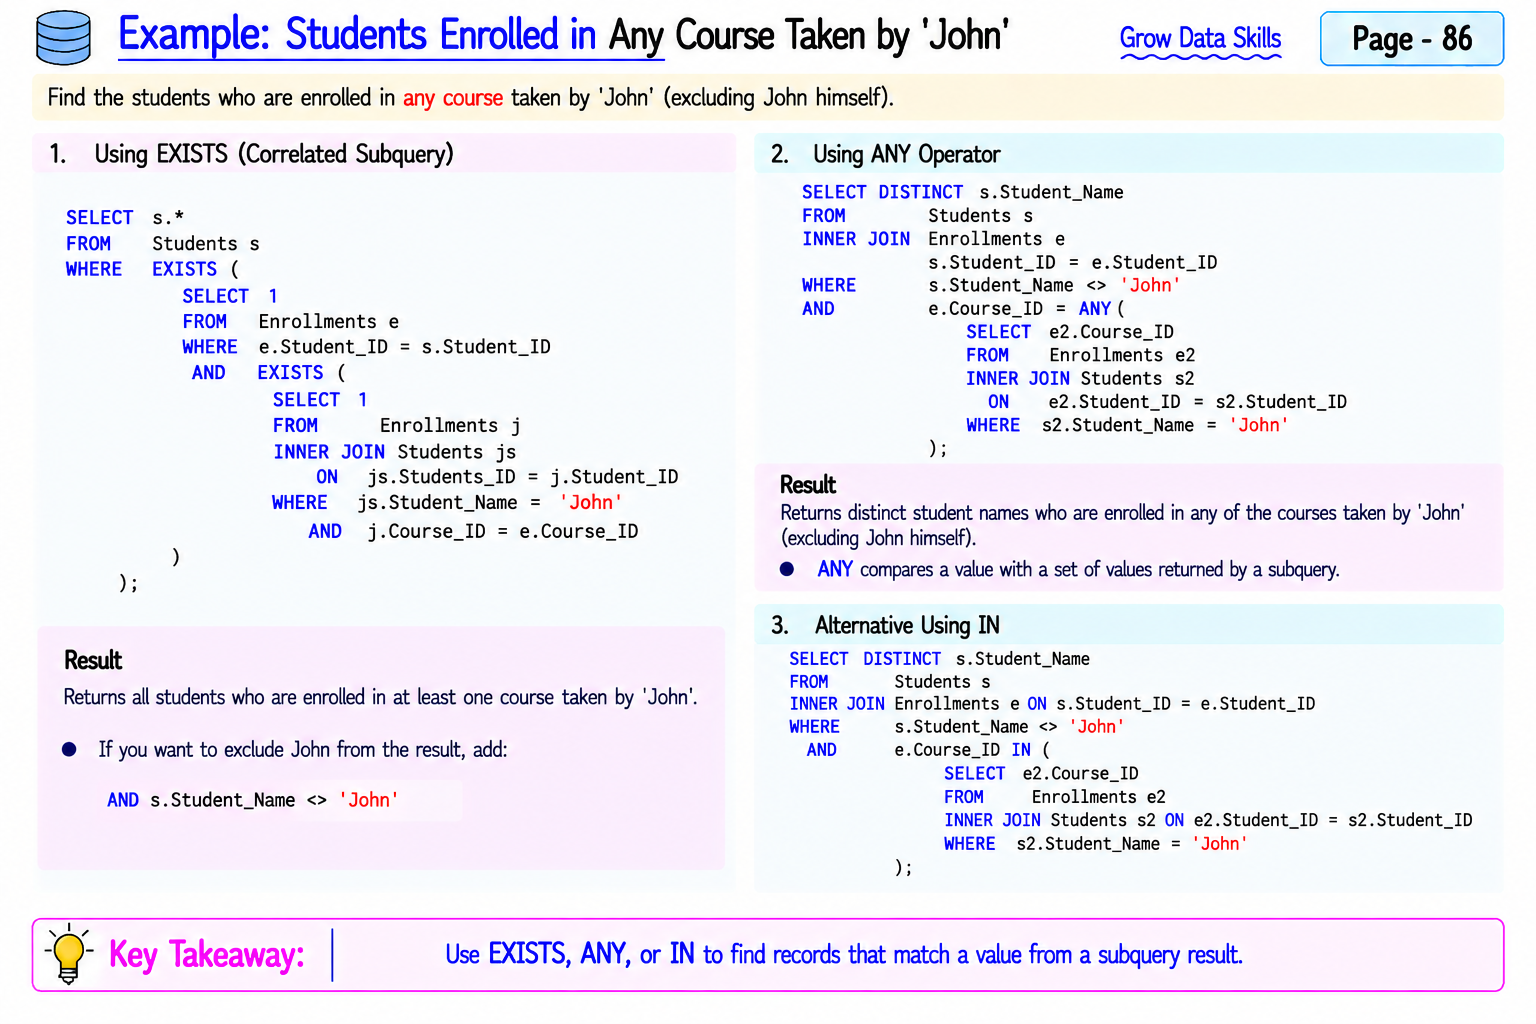 Example: Students Enrolled in Any Course Taken by 'John'
Grow Data Skills
Page - 86
Find the students who are enrolled in any course taken by 'John' (excluding John himself).
1. Using EXISTS (Correlated Subquery)
SELECT s.*
FROM Students s
WHERE EXISTS (
SELECT 1
FROM Enrollments e
WHERE e.Student_ID = s.Student_ID
AND EXISTS (
SELECT 1
FROM Enrollments j
INNER JOIN Students js
ON js.Students_ID = j.Student_ID
WHERE js.Student_Name = 'John'
AND j.Course_ID = e.Course_ID
)
);
Result
Returns all students who are enrolled in at least one course taken by 'John'.
● If you want to exclude John from the result, add:
AND s.Student_Name <> 'John'
2. Using ANY Operator
SELECT DISTINCT s.Student_Name
FROM Students s
INNER JOIN Enrollments e
s.Student_ID = e.Student_ID
WHERE s.Student_Name <> 'John'
AND e.Course_ID = ANY (
SELECT e2.Course_ID
FROM Enrollments e2
INNER JOIN Students s2
ON e2.Student_ID = s2.Student_ID
WHERE s2.Student_Name = 'John'
);
Result
Returns distinct student names who are enrolled in any of the courses taken by 'John'
(excluding John himself).
● ANY compares a value with a set of values returned by a subquery.
3. Alternative Using IN
SELECT DISTINCT s.Student_Name
FROM Students s
INNER JOIN Enrollments e ON s.Student_ID = e.Student_ID
WHERE s.Student_Name <> 'John'
AND e.Course_ID IN (
SELECT e2.Course_ID
FROM Enrollments e2
INNER JOIN Students s2 ON e2.Student_ID = s2.Student_ID
WHERE s2.Student_Name = 'John'
);
Key Takeaway:
Use EXISTS, ANY, or IN to find records that match a value from a subquery result.